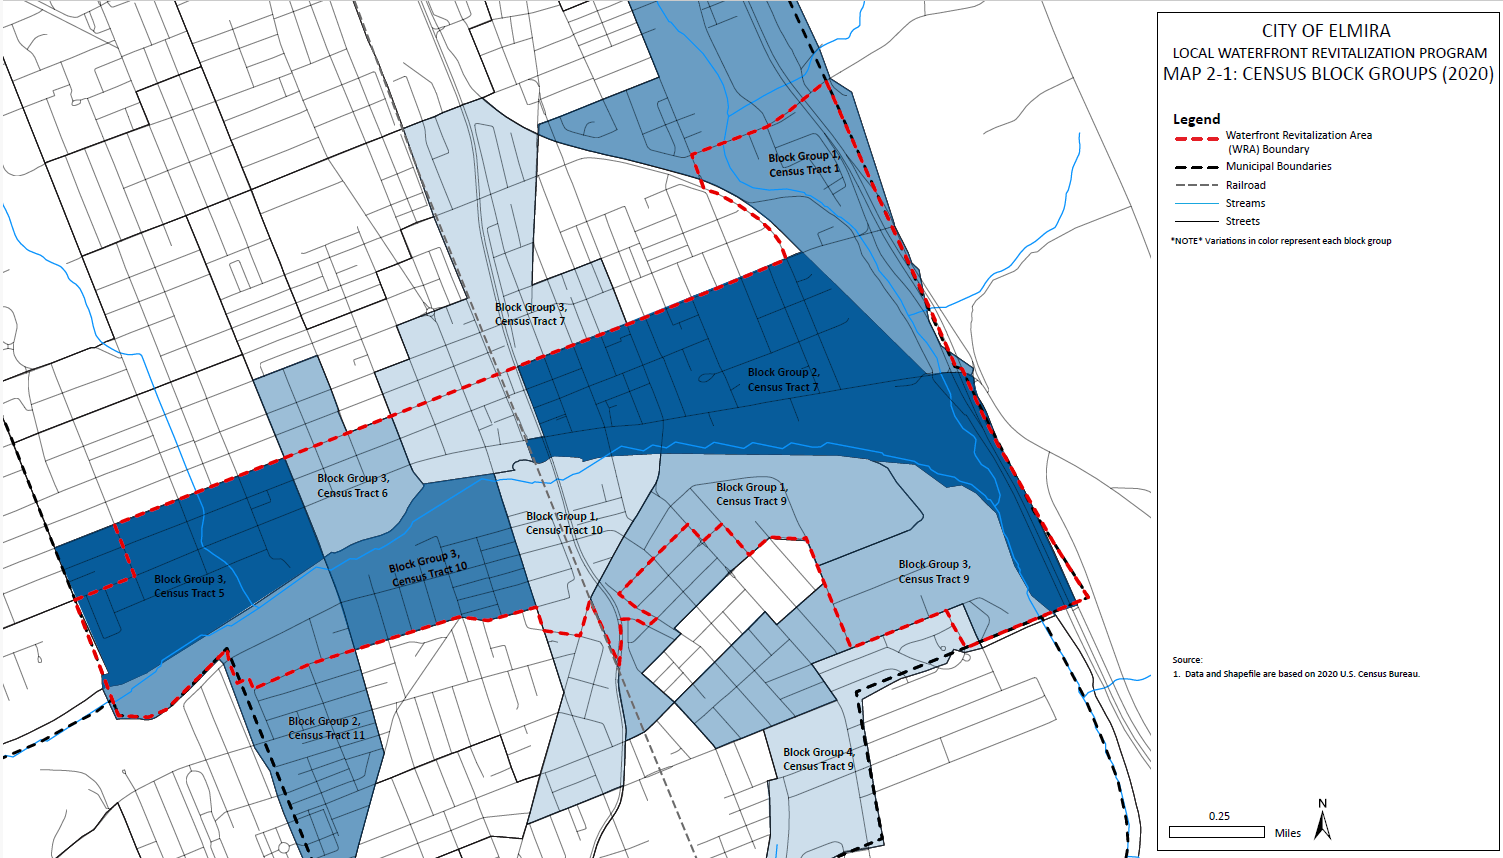 CITY OF ELMIRA
LOCAL WATERFRONT REVITALIZATION PROGRAM
MAP 2-1: CENSUS BLOCK GROUPS (2020)
Legend
Waterfront Revitalization Area
(WRA) Boundary
Municipal Boundaries
Railroad
Streams
Streets
*NOTE* Variations in color represent each block group
Block Group 1,
Census Tract 1
Block Group 3,
Census Tract 7
Block Group 2,
Census Tract 7
Block Group 3,
Census Tract 6
Block Group 1,
Census Tract 9
Block Group 1,
Census Tract 10
Block Group 3,
Census Tract 10
Block Group 3,
Census Tract 9
Block Group 3,
Census Tract 5
Block Group 2,
Census Tract 11
Block Group 4,
Census Tract 9
Source:
1. Data and Shapefile are based on 2020 U.S. Census Bureau.
0.25
Miles
N